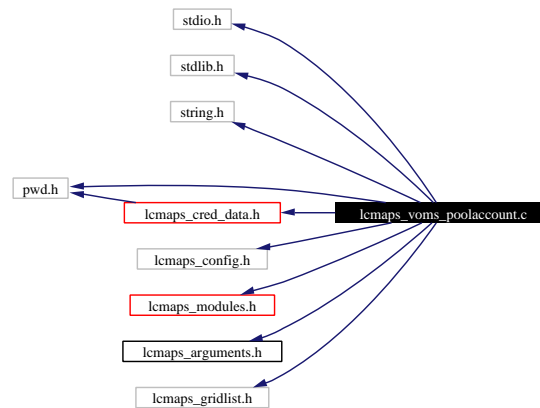 stdio.h
stdlib.h
string.h
pwd.h
lcmaps_cred_data.h
lcmaps_voms_poolaccount.c
lcmaps_config.h
lcmaps_modules.h
lcmaps_arguments.h
lcmaps_gridlist.h